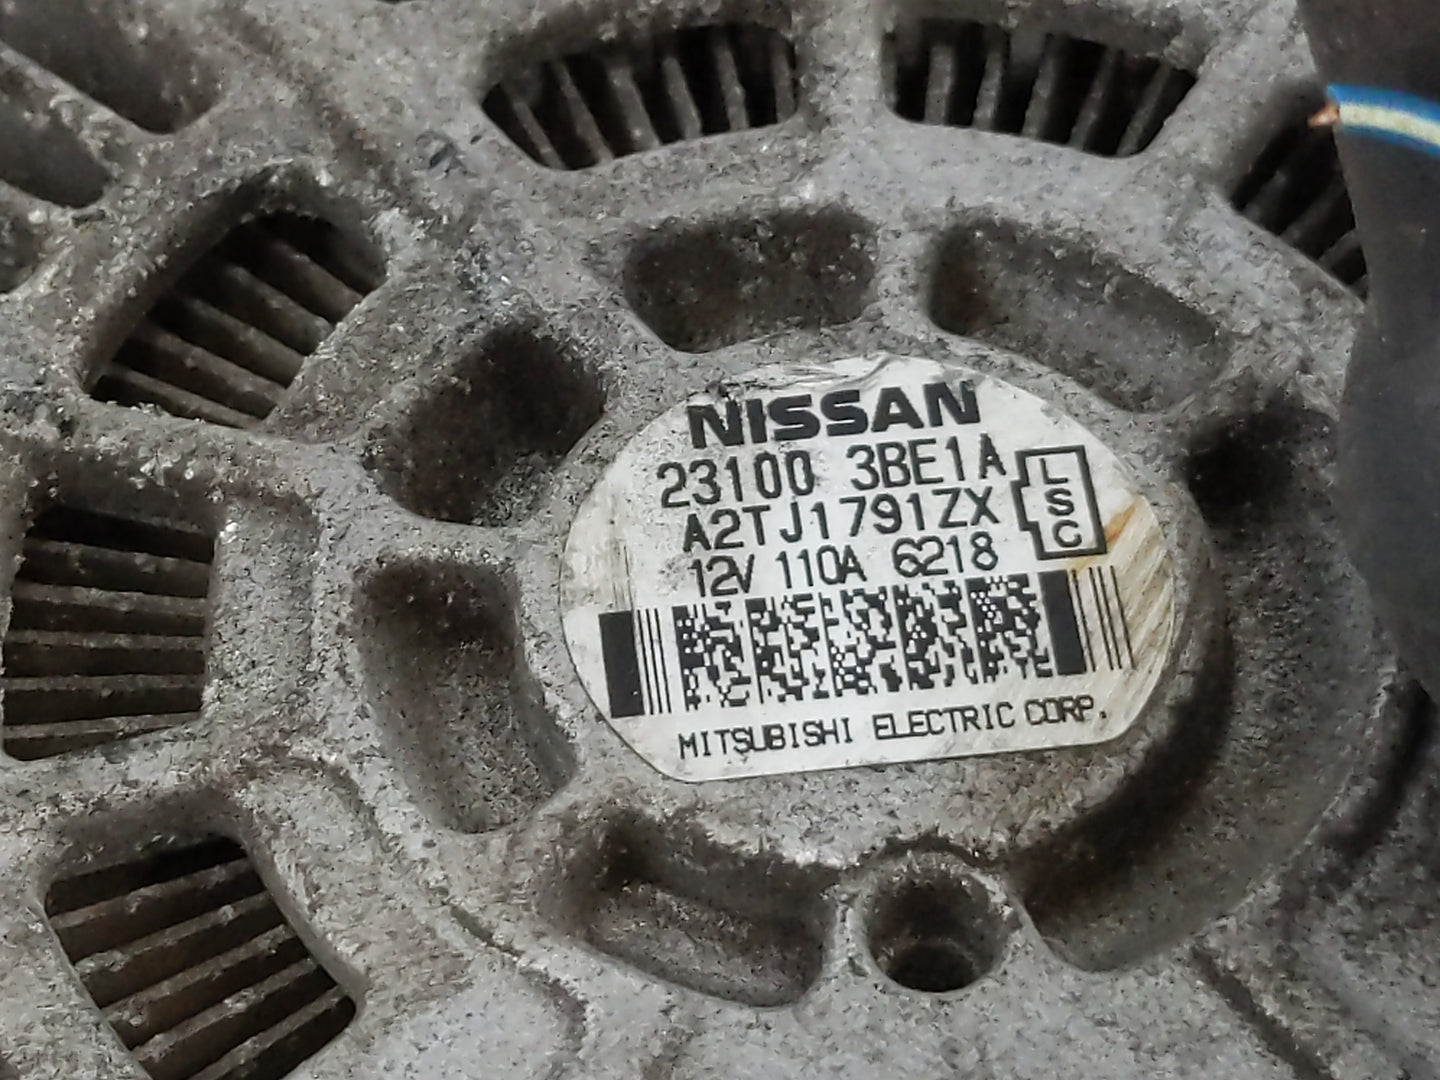 NISSAN
23100 3BE1A
A2TJ1791ZX
12V 110A 6218
L
S
C
MITSUBISHI ELECTRIC CORP.